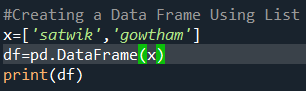 #Creating a Data Frame Using List
x=['satwik','gowtham']
df=pd.DataFrame(x)
print(df)